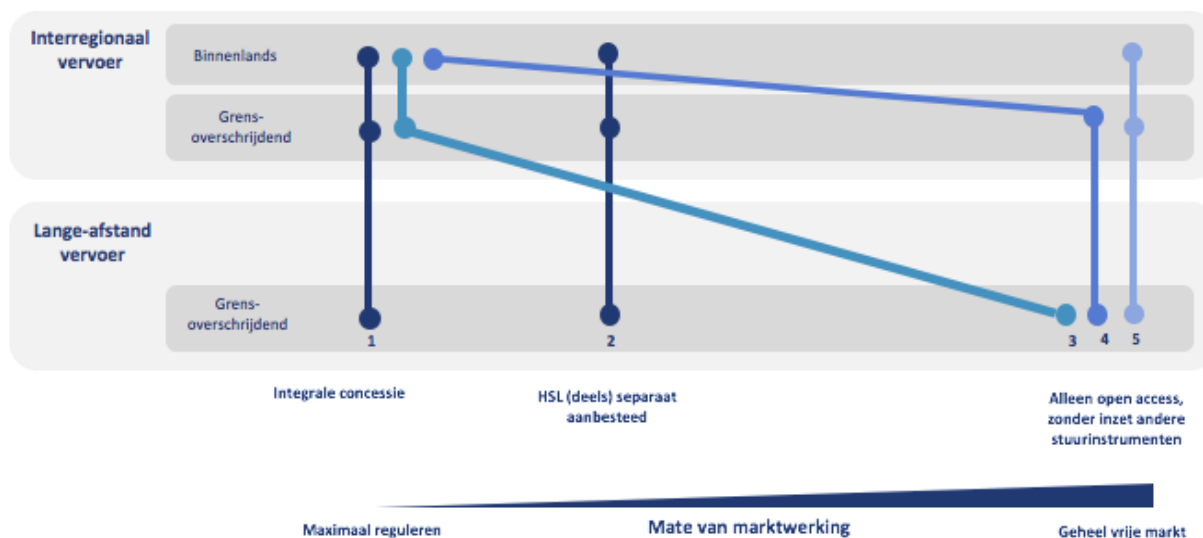 Interregionaal
vervoer
Binnenlands
Grens-
overschrijdend
Lange-afstand
vervoer
Grens-
overschrijdend
1
2
3
4
5
Integrale concessie
HSL (deels) separaat
aanbesteed
Alleen open access,
zonder inzet andere
stuurinstrumenten
Maximaal reguleren
Mate van marktwerking
Geheel vrije markt